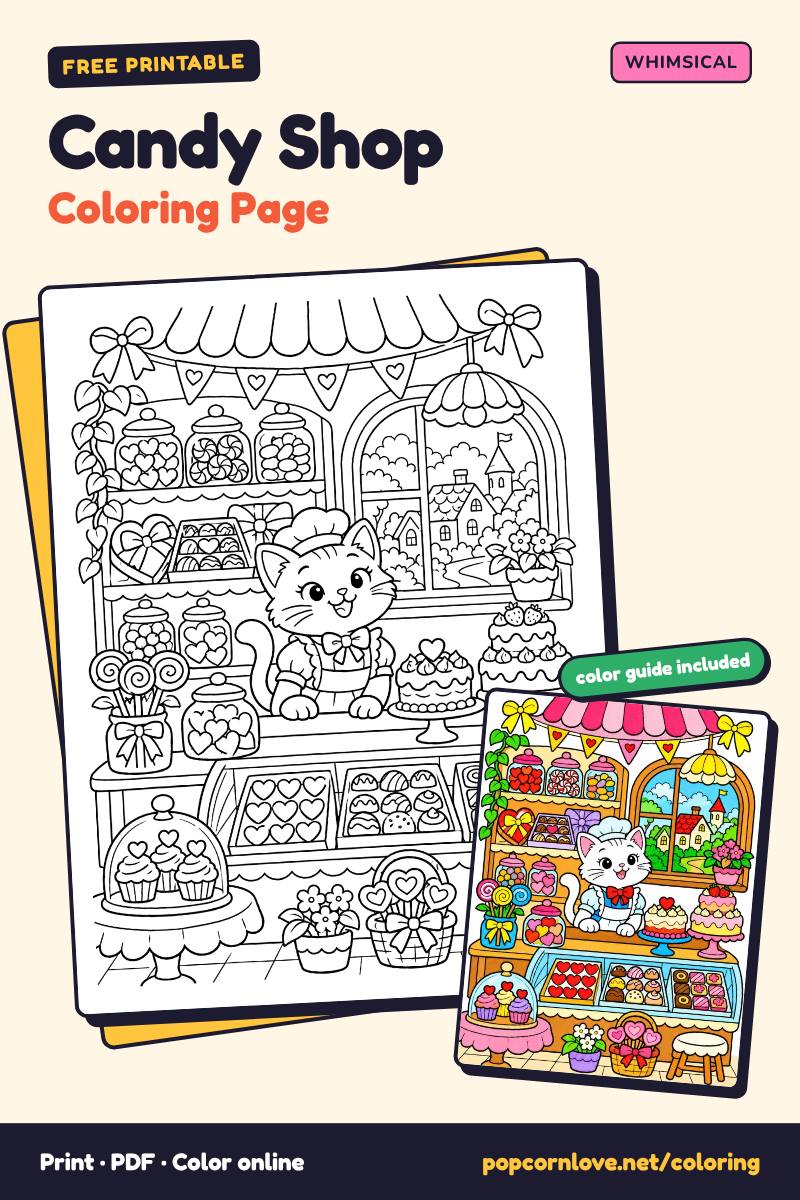 FREE PRINTABLE
WHIMSICAL
Candy Shop
Coloring Page
color guide included
Print · PDF · Color online
popcornlove.net/coloring